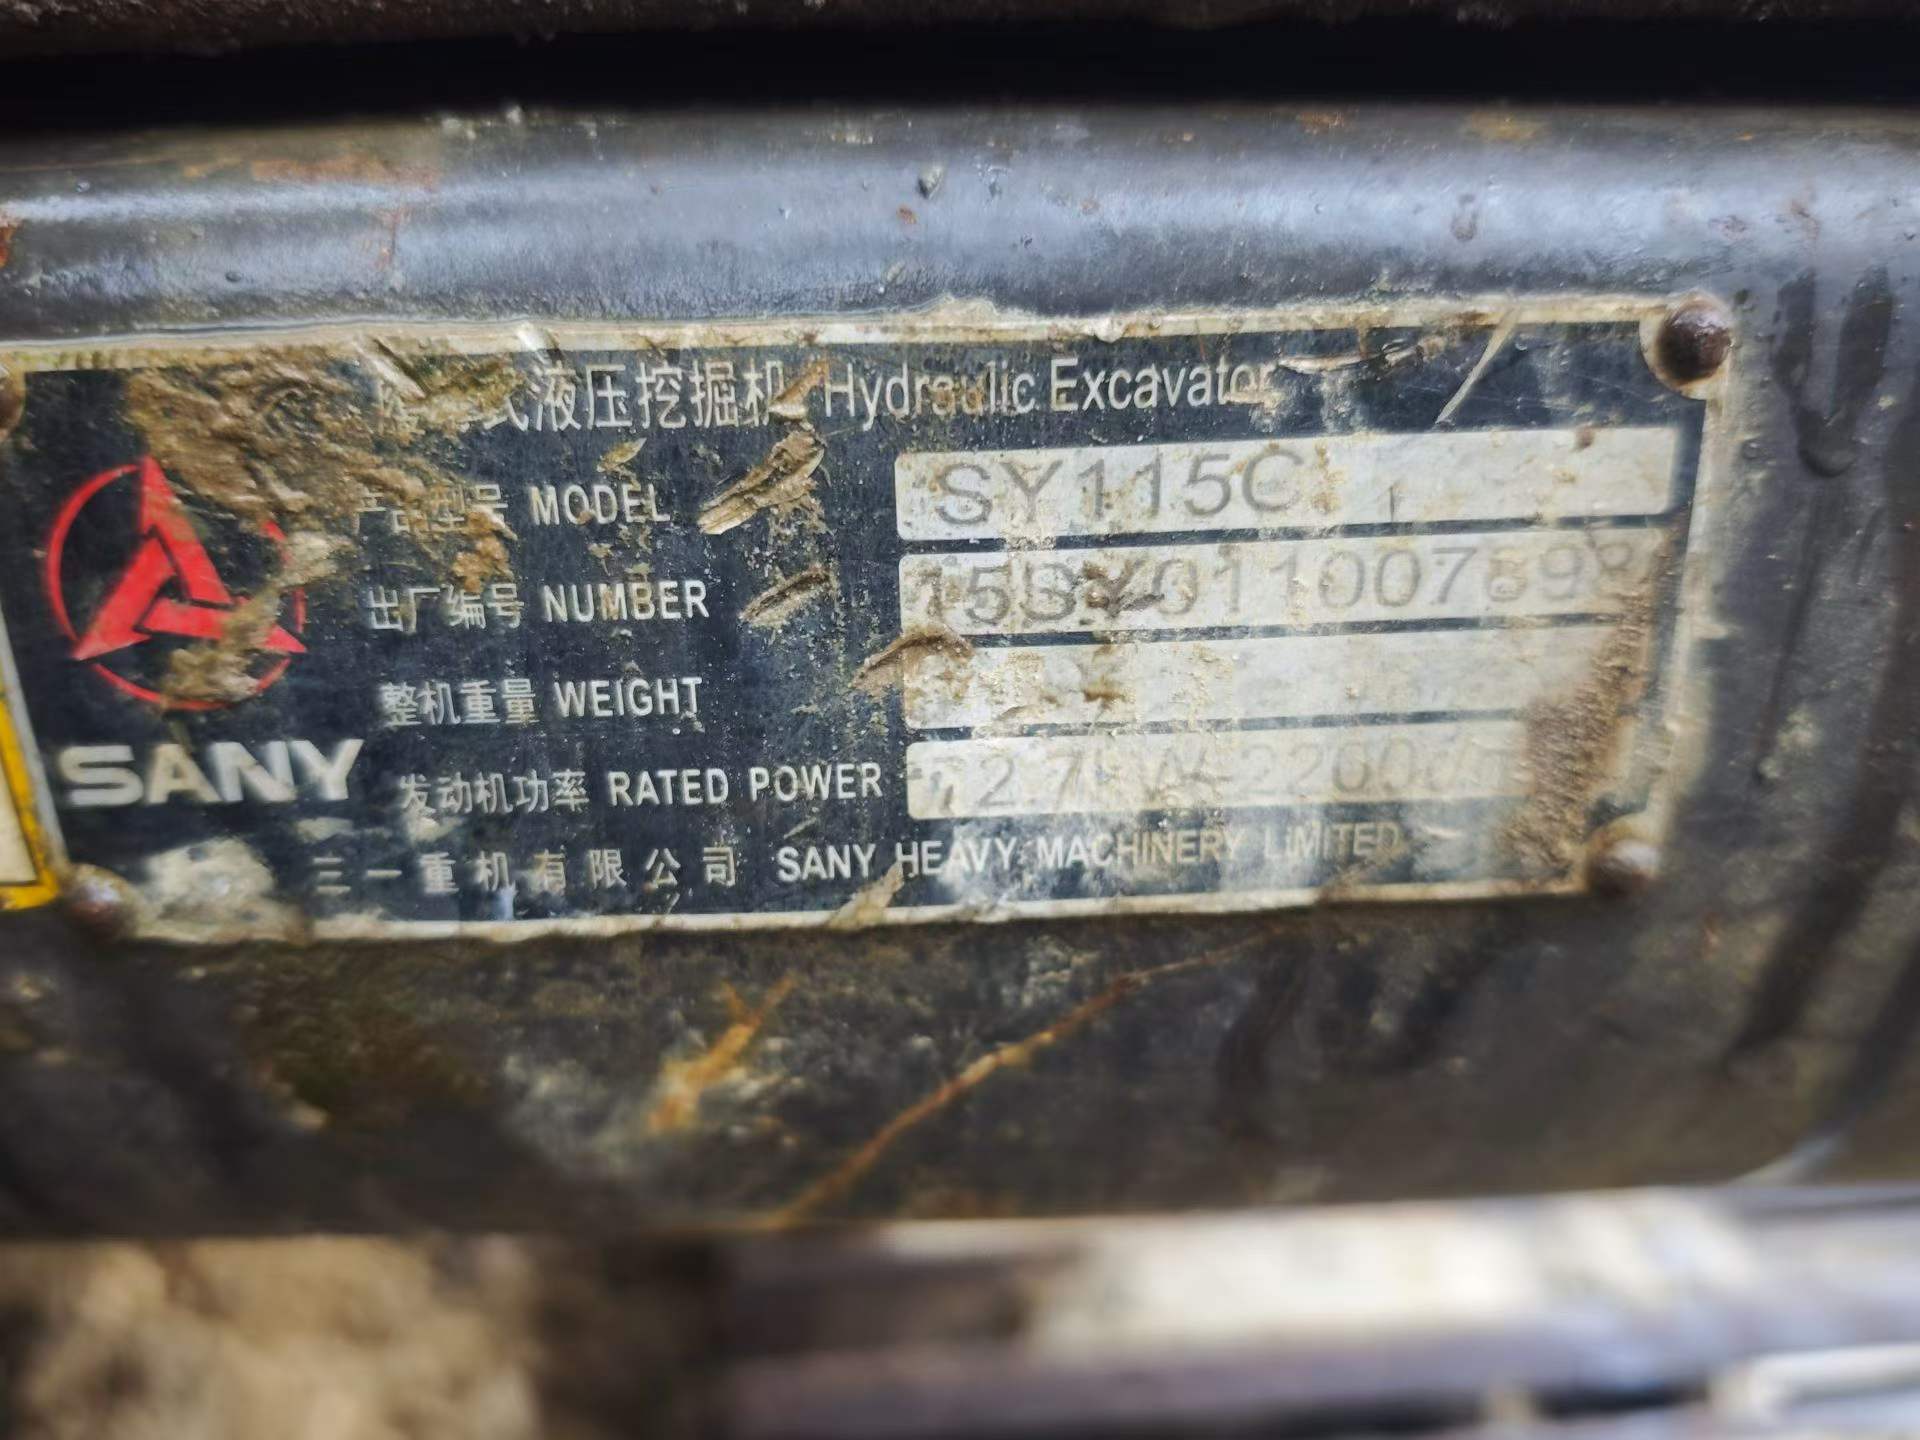 式液压挖掘机 Hydraulic Excavator
产品型号 MODEL SY115C
出厂编号 NUMBER
整机重量 WEIGHT
SANY
发动机功率 RATED POWER
三一重机有限公司 SANY HEAVY MACHINERY LIMITED